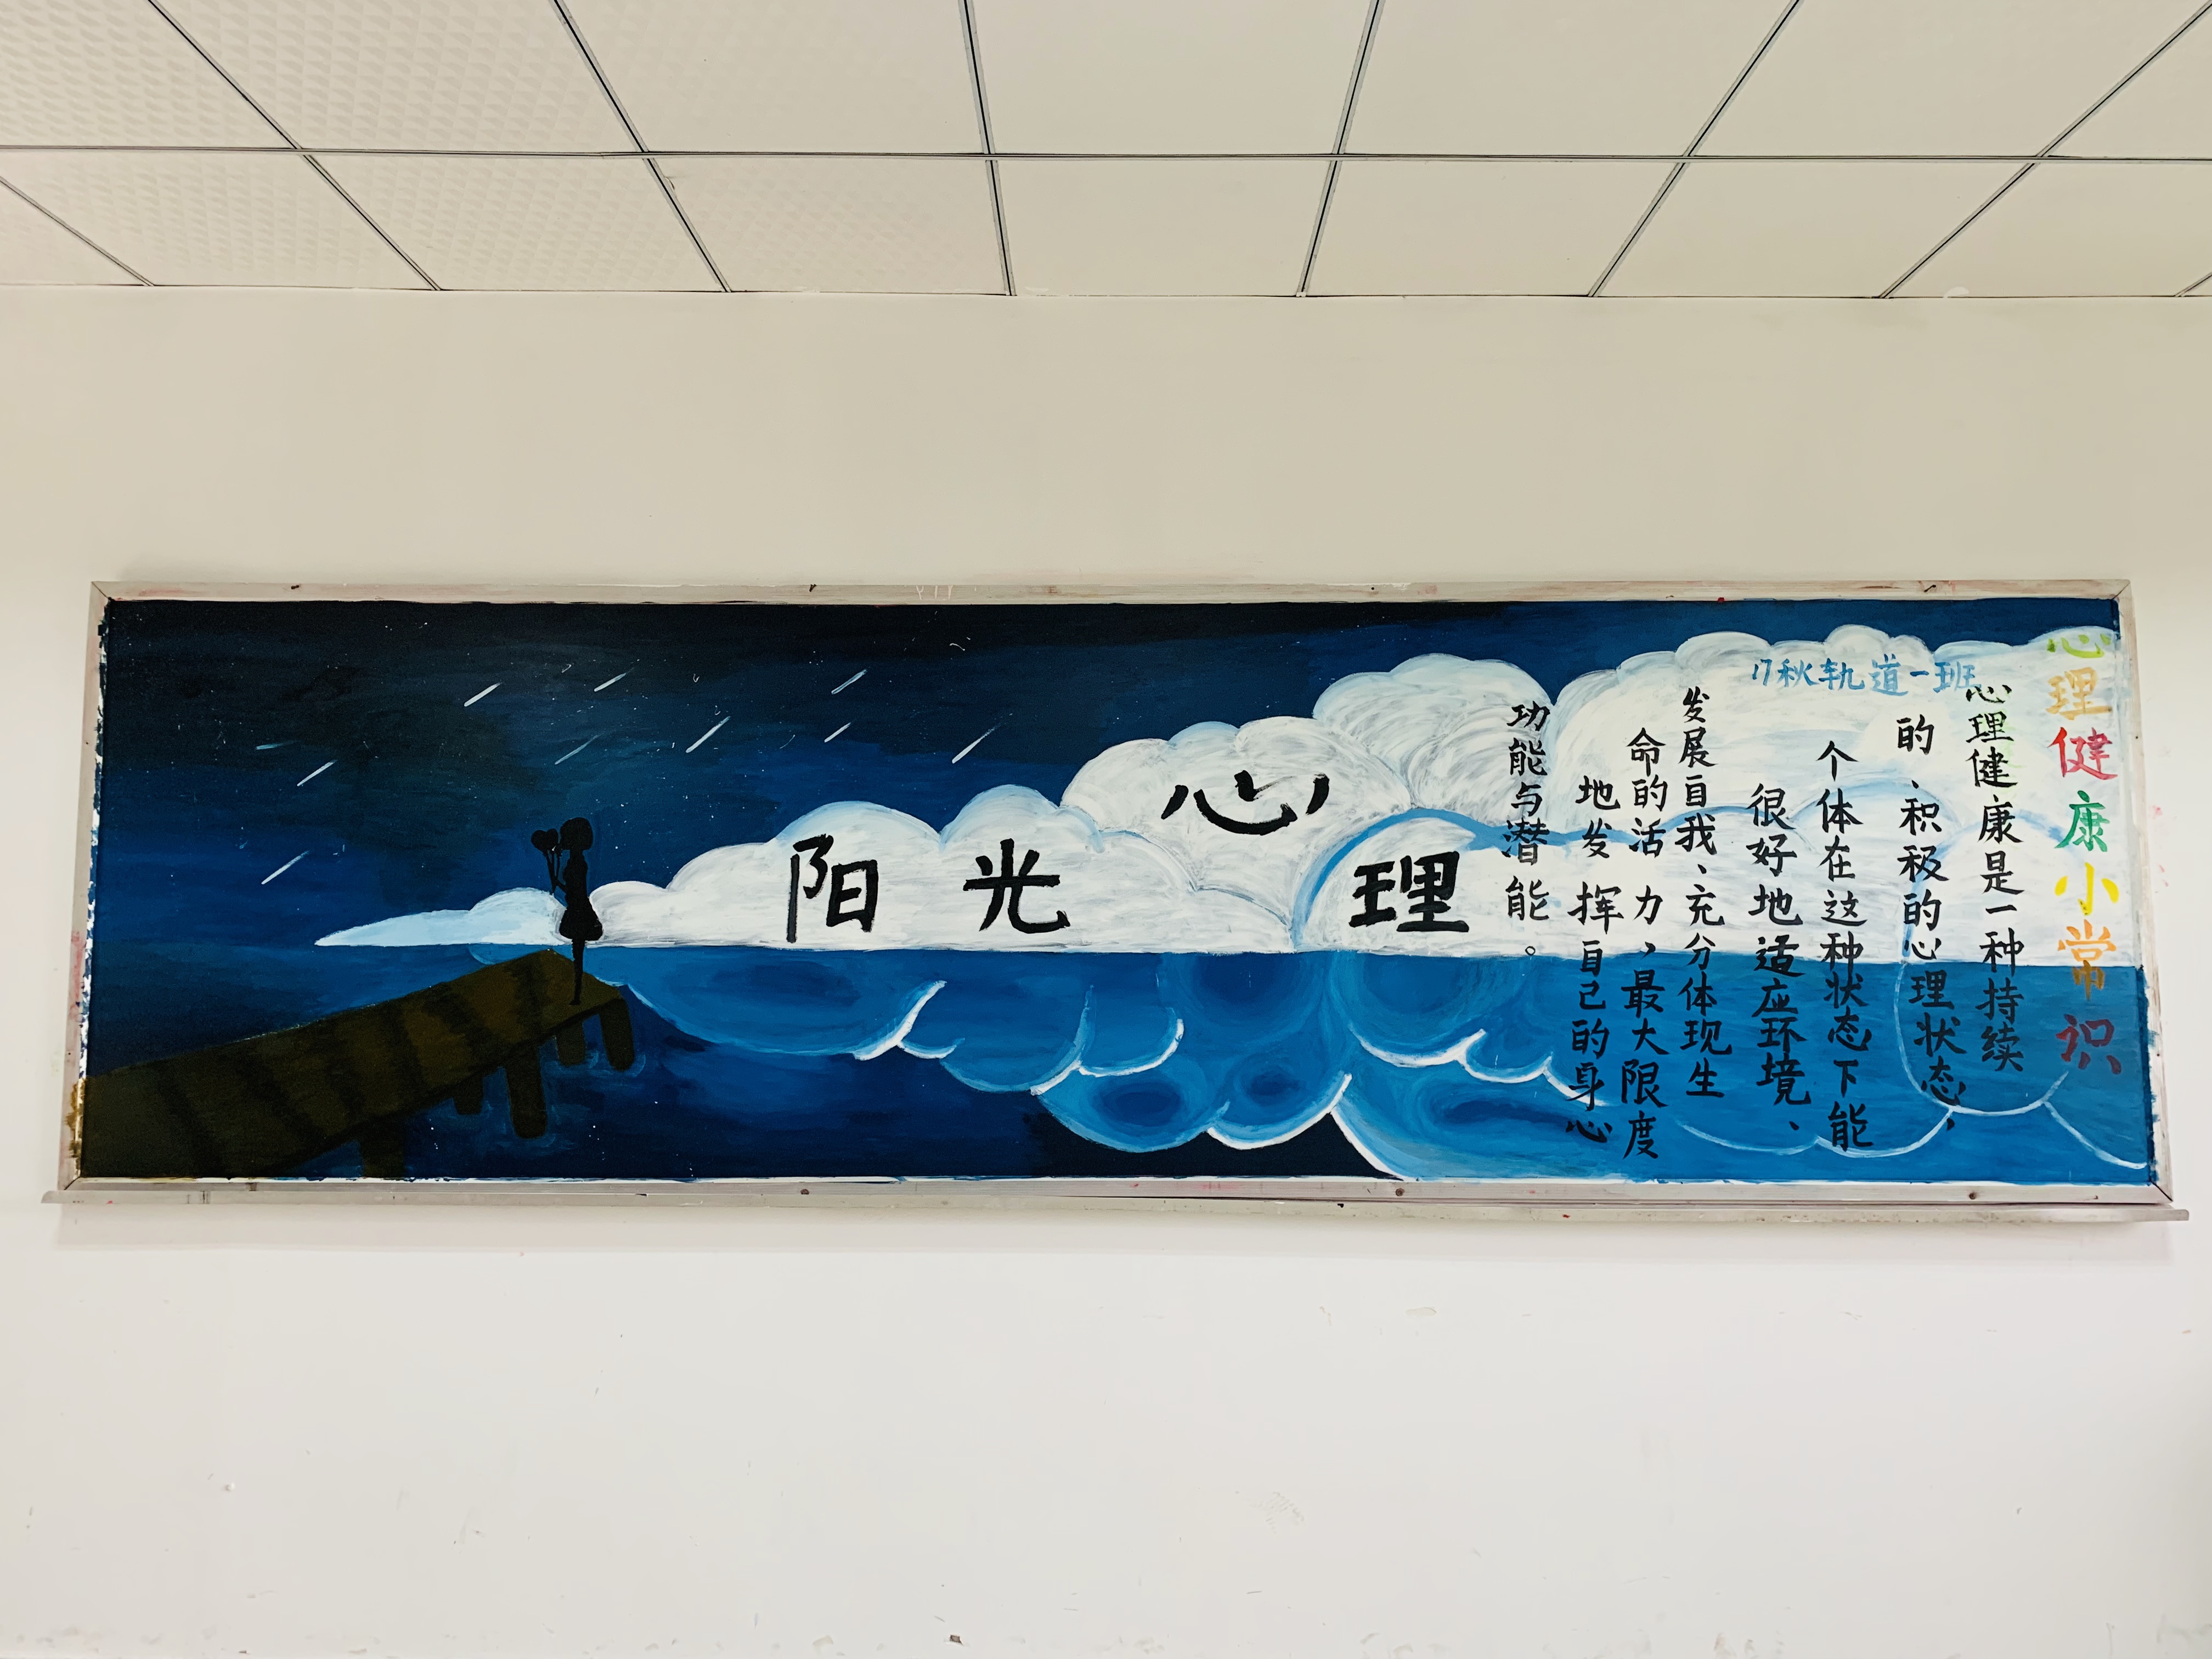 心理健康小常识
17秋轨道一班
心理健康是一种持续
的、积极的心理状态，
个体在这种状态下能
很好地适应环境、
发展自我、充分体现生
命的活力，最大限度
地发挥自己的身心
功能与潜能。
阳光心理